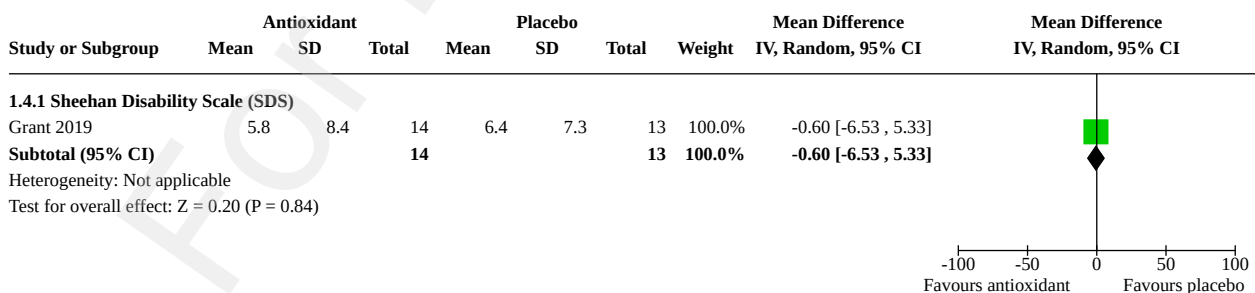 Antioxidant Placebo Mean Difference Mean Difference
Study or Subgroup Mean SD Total Mean SD Total Weight IV, Random, 95% CI IV, Random, 95% CI
1.4.1 Sheehan Disability Scale (SDS)
Grant 2019 5.8 8.4 14 6.4 7.3 13 100.0% -0.60 [-6.53 , 5.33]
Subtotal (95% CI) 14 13 100.0% -0.60 [-6.53 , 5.33]
Heterogeneity: Not applicable
Test for overall effect: Z = 0.20 (P = 0.84)
-100 -50 0 50 100
Favours antioxidant Favours placebo
For